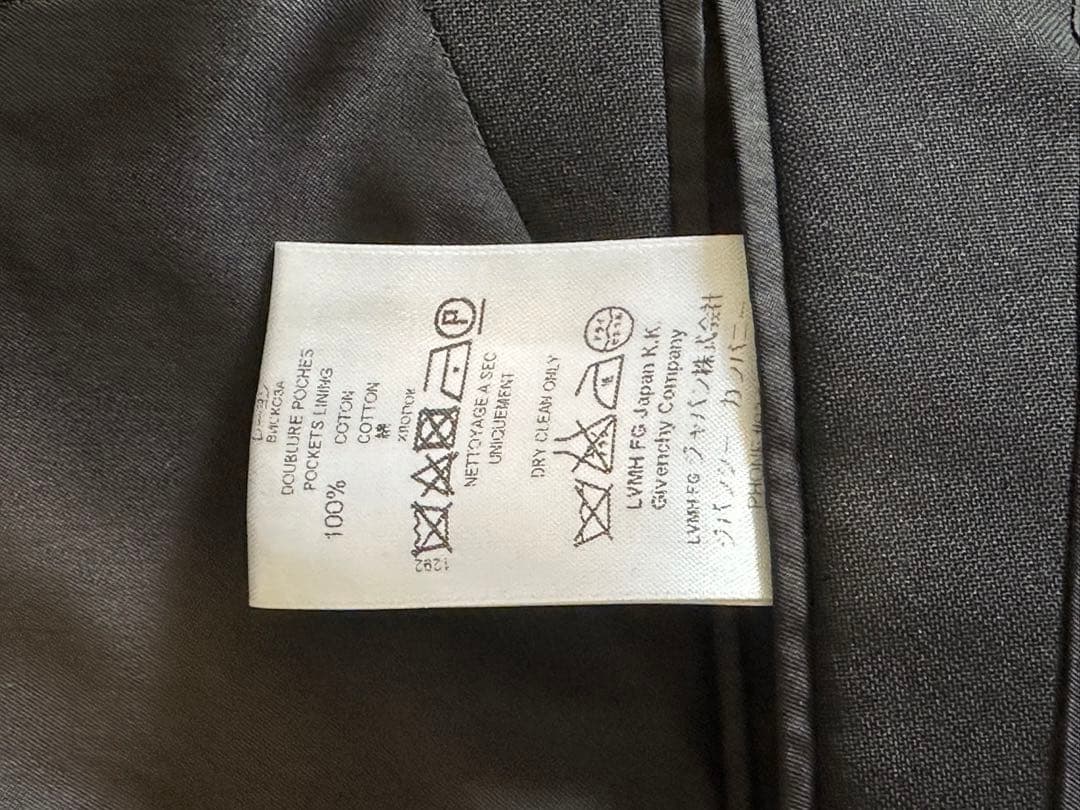 ВИСКОЗА
DOUBLURE POCHES
POCKETS LINING
100% COTON
COTTON
綿
ХЛОПОК
1292
P
NETTOYAGE A SEC
UNIQUEMENT
DRY CLEAN ONLY
LVMH FG Japan K.K.
Givenchy Company
LVMH FG ジャパン株式会社
ジバンシー カンパニー